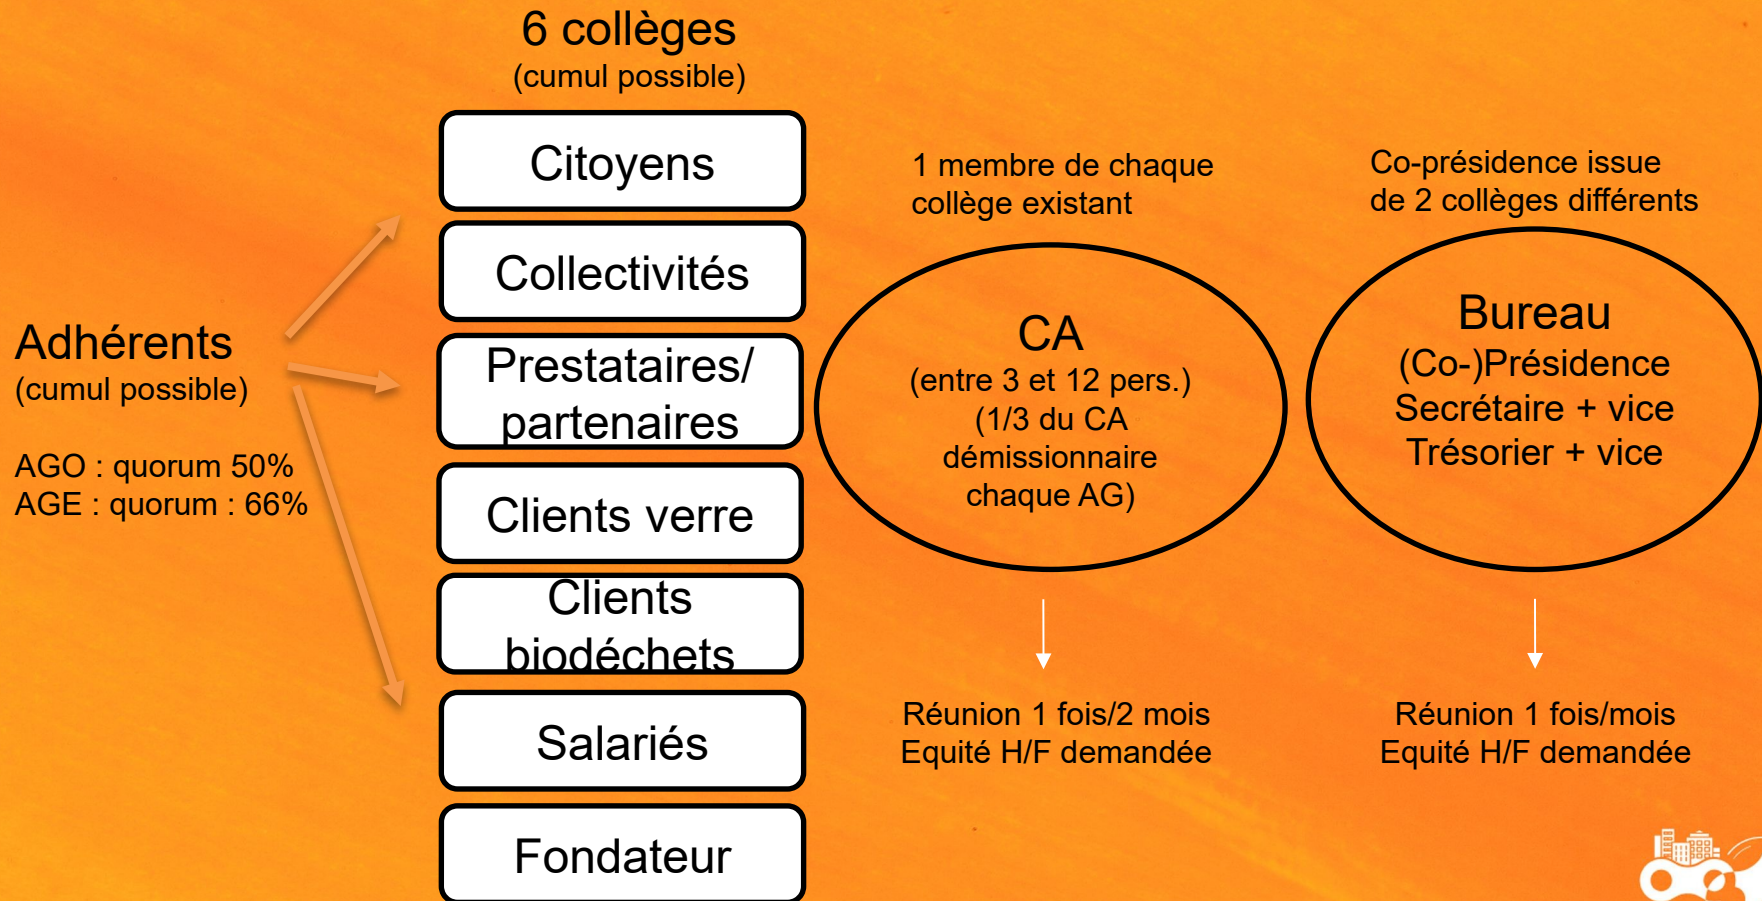 6 collèges
(cumul possible)
Adhérents
(cumul possible)
AGO : quorum 50%
AGE : quorum : 66%
Citoyens
Collectivités
Prestataires/
partenaires
Clients verre
Clients
biodéchets
Salariés
Fondateur
1 membre de chaque
collège existant
CA
(entre 3 et 12 pers.)
(1/3 du CA
démissionnaire
chaque AG)
Réunion 1 fois/2 mois
Equité H/F demandée
Co-présidence issue
de 2 collèges différents
Bureau
(Co-)Présidence
Secrétaire + vice
Trésorier + vice
Réunion 1 fois/mois
Equité H/F demandée